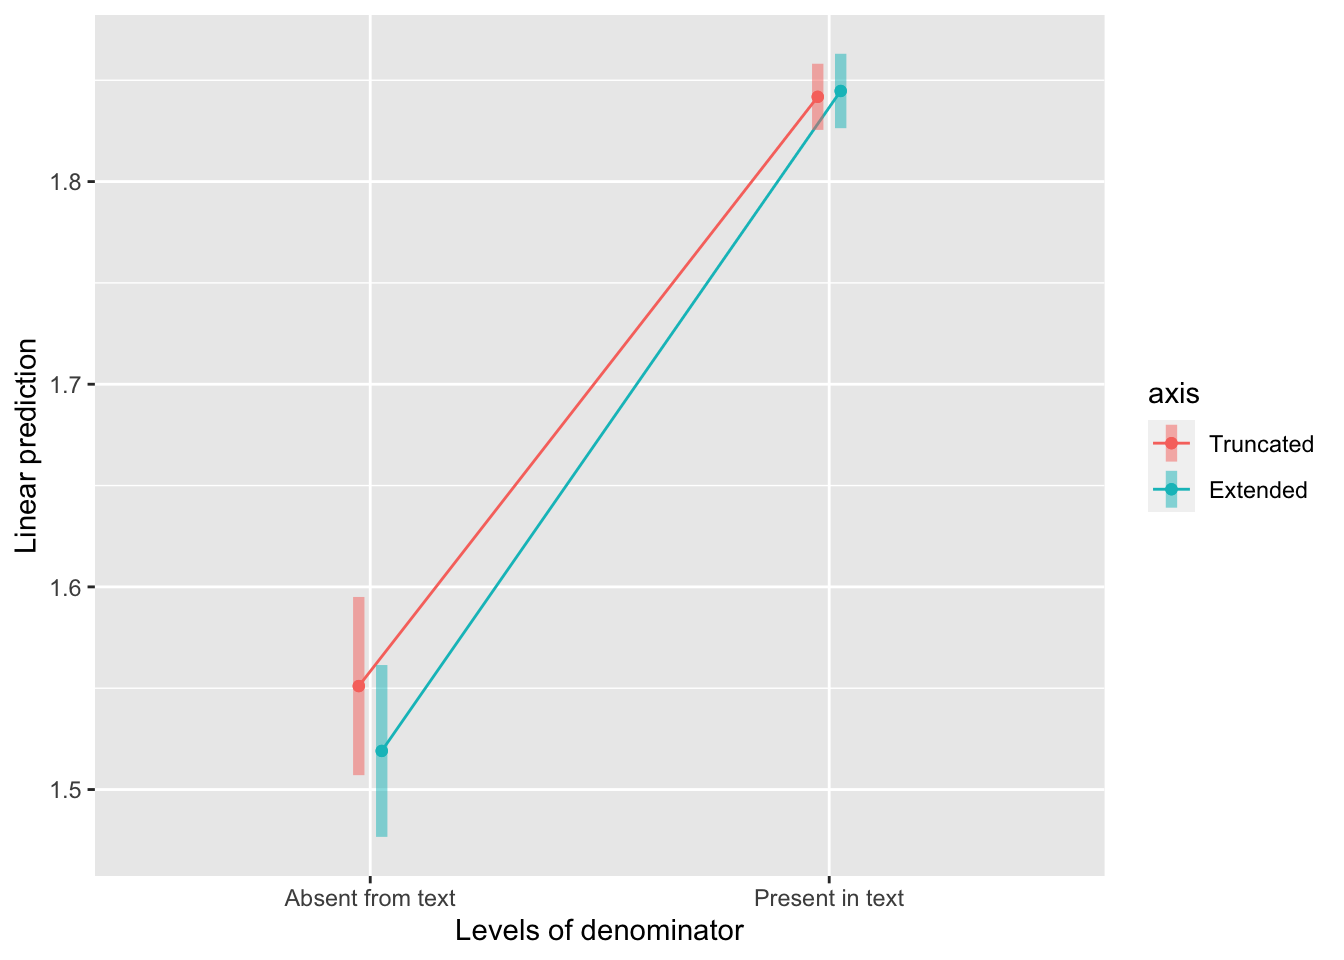 1.8
1.7
1.6
1.5
Linear prediction
Absent from text
Present in text
Levels of denominator
axis
Truncated
Extended